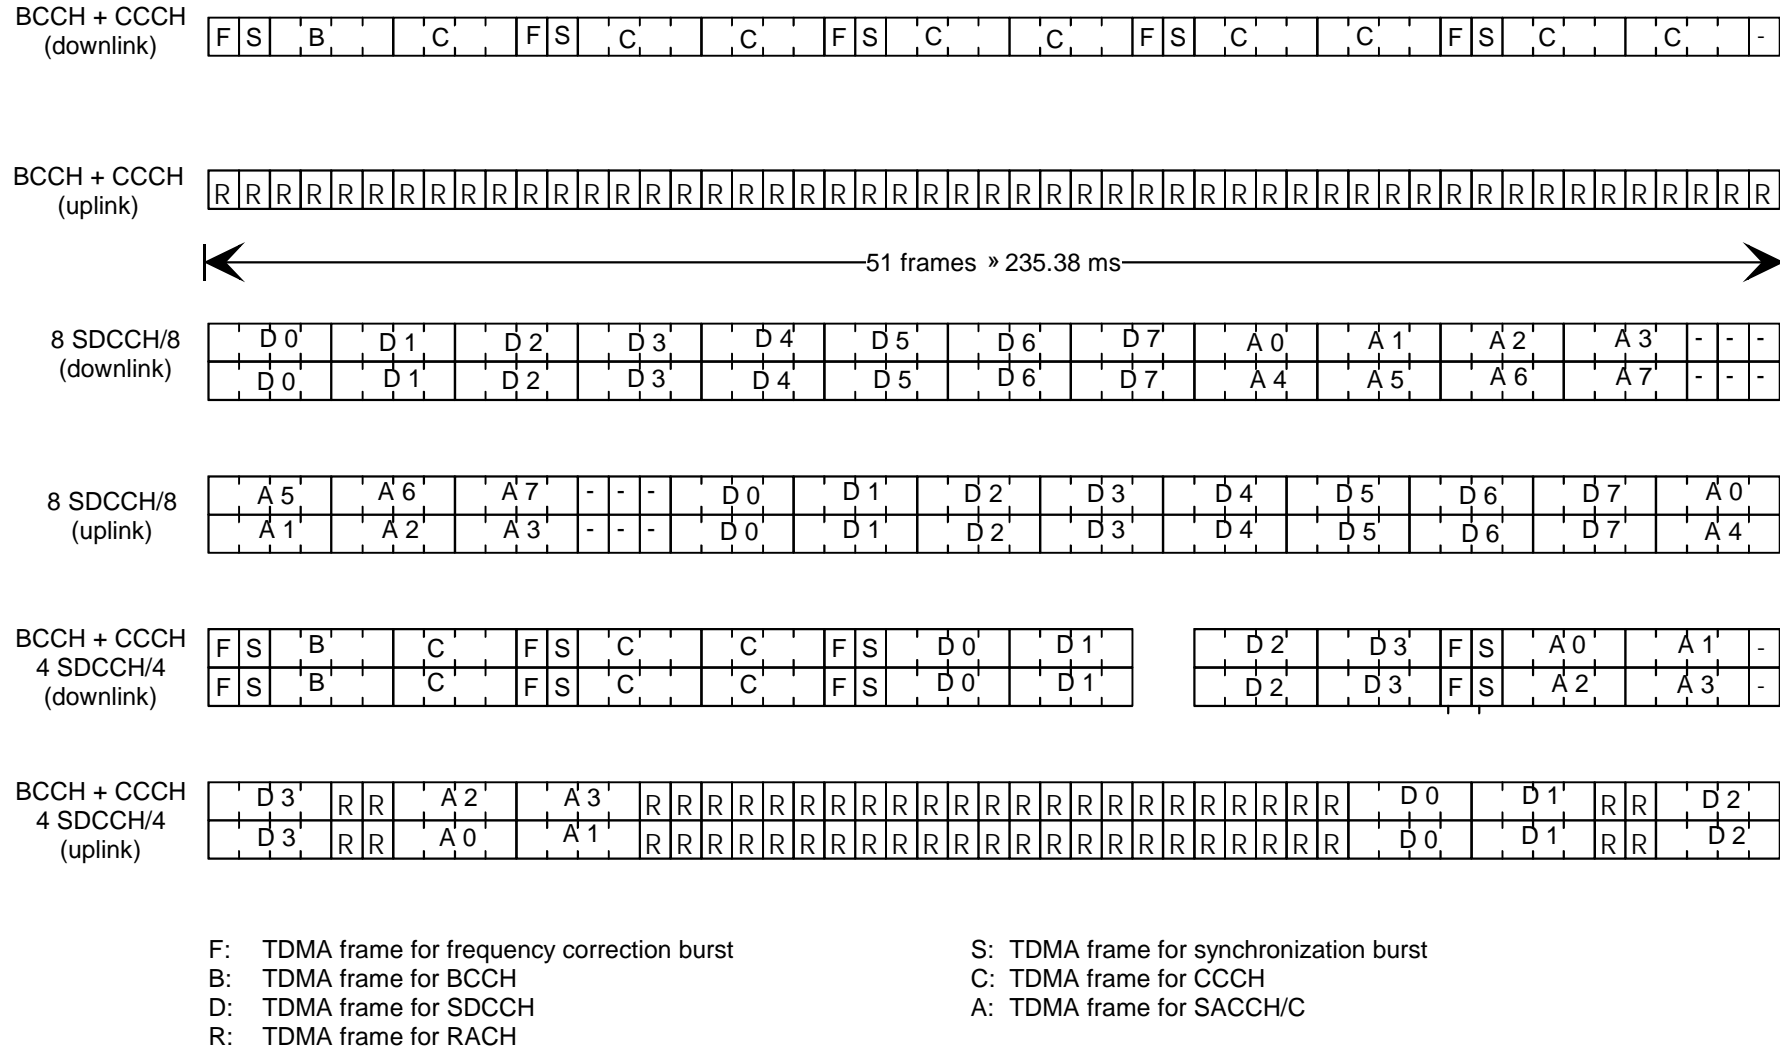 BCCH + CCCH
(downlink)
F S B C F S C C F S C C F S C C F S C C -
BCCH + CCCH
(uplink)
R R R R R R R R R R R R R R R R R R R R R R R R R R R R R R R R R R R R R R R R R R R R R R R R R R R
51 frames » 235.38 ms
8 SDCCH/8
(downlink)
D 0 D 1 D 2 D 3 D 4 D 5 D 6 D 7 A 0 A 1 A 2 A 3 - - -
D 0 D 1 D 2 D 3 D 4 D 5 D 6 D 7 A 4 A 5 A 6 A 7 - - -
8 SDCCH/8
(uplink)
A 5 A 6 A 7 - - - D 0 D 1 D 2 D 3 D 4 D 5 D 6 D 7 A 0
A 1 A 2 A 3 - - - D 0 D 1 D 2 D 3 D 4 D 5 D 6 D 7 A 4
BCCH + CCCH
4 SDCCH/4
(downlink)
F S B C F S C C F S D 0 D 1 D 2 D 3 F S A 0 A 1 -
F S B C F S C C F S D 0 D 1 D 2 D 3 F S A 2 A 3 -
BCCH + CCCH
4 SDCCH/4
(uplink)
D 3 R R A 2 A 3 R R R R R R R R R R R R R R R R R R R R R R R D 0 D 1 R R D 2
D 3 R R A 0 A 1 R R R R R R R R R R R R R R R R R R R R R R R D 0 D 1 R R D 2
F: TDMA frame for frequency correction burst
S: TDMA frame for synchronization burst
B: TDMA frame for BCCH
C: TDMA frame for CCCH
D: TDMA frame for SDCCH
A: TDMA frame for SACCH/C
R: TDMA frame for RACH